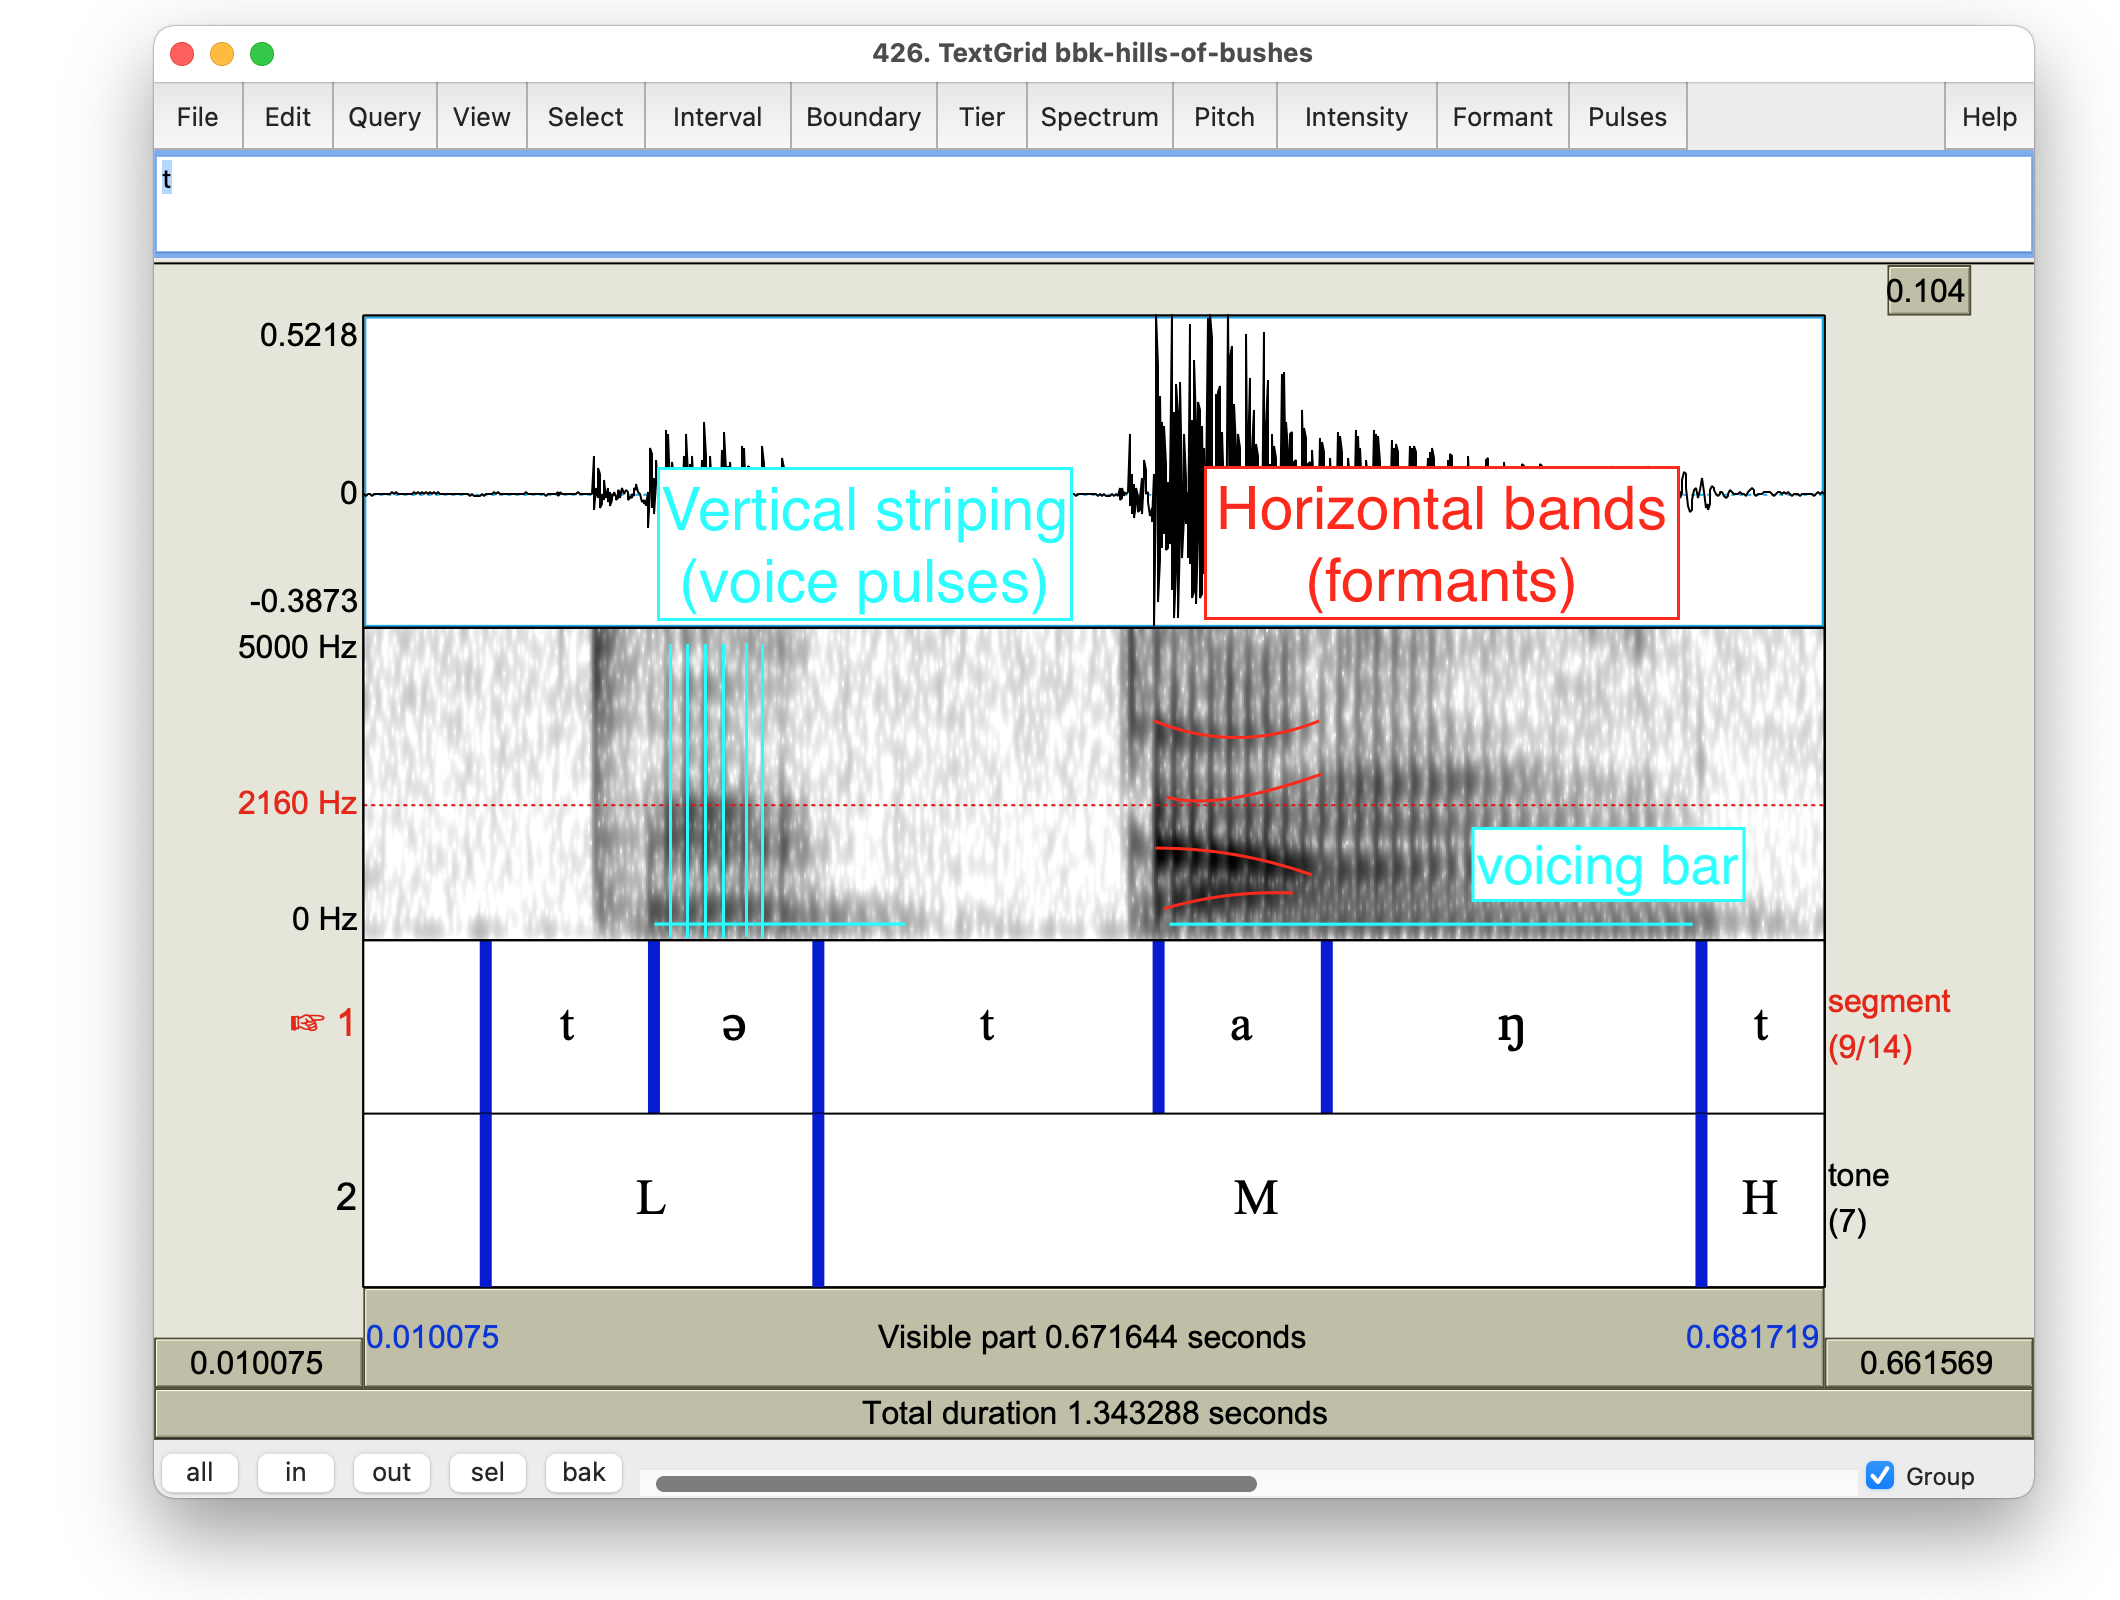 426. TextGrid bbk-hills-of-bushes
File Edit Query View Select Interval Boundary Tier Spectrum Pitch Intensity Formant Pulses Help
t
0.104
0.5218
0
-0.3873
Vertical striping
(voice pulses)
Horizontal bands
(formants)
5000 Hz
2160 Hz
0 Hz
voicing bar
☞ 1 t ə t a ŋ t segment
(9/14)
2 L M H tone
(7)
0.010075 Visible part 0.671644 seconds 0.681719
0.010075 0.661569
Total duration 1.343288 seconds
all in out sel bak Group